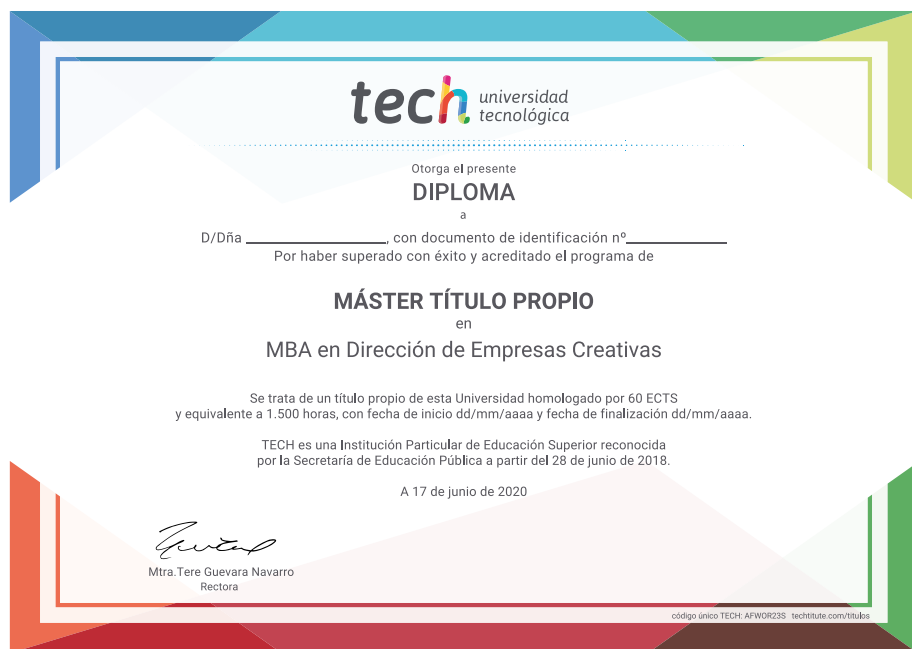 tech universidad
tecnológica
Otorga el presente
DIPLOMA
a
D/Dña ____________, con documento de identificación nº____________
Por haber superado con éxito y acreditado el programa de
MÁSTER TÍTULO PROPIO
en
MBA en Dirección de Empresas Creativas
Se trata de un título propio de esta Universidad homologado por 60 ECTS
y equivalente a 1.500 horas, con fecha de inicio dd/mm/aaaa y fecha de finalización dd/mm/aaaa.
TECH es una Institución Particular de Educación Superior reconocida
por la Secretaría de Educación Pública a partir del 28 de junio de 2018.
A 17 de junio de 2020
Mtra.Tere Guevara Navarro
Rectora
código único TECH: AFWOR23S techtitute.com/titulos